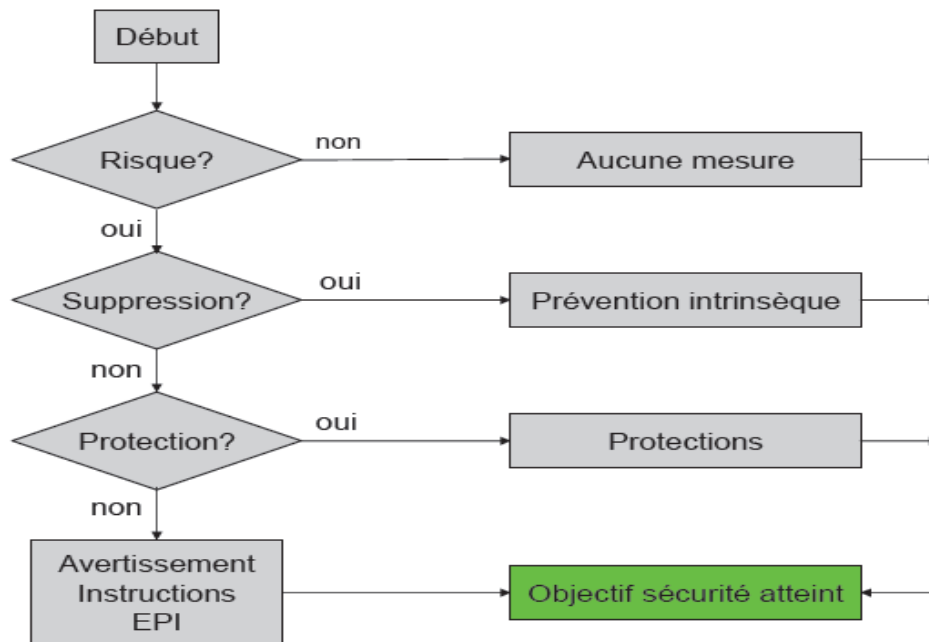 Début
Risque?
non
Aucune mesure
oui
Suppression?
oui
Prévention intrinsèque
non
Protection?
oui
Protections
non
Avertissement
Instructions
EPI
Objectif sécurité atteint